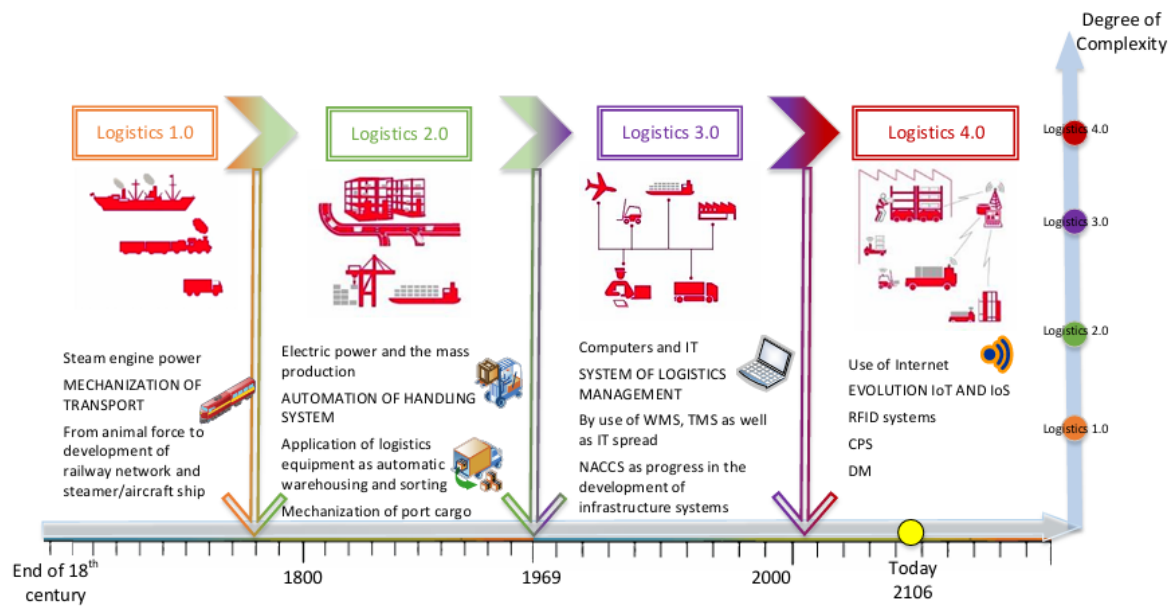 Degree of
Complexity
Logistics 1.0
Logistics 2.0
Logistics 3.0
Logistics 4.0
Logistics 4.0
Logistics 3.0
Logistics 2.0
Logistics 1.0
Steam engine power
MECHANIZATION OF
TRANSPORT
From animal force to
development of
railway network and
steamer/aircraft ship
Electric power and the mass
production
AUTOMATION OF HANDLING
SYSTEM
Application of logistics
equipment as automatic
warehousing and sorting
Mechanization of port cargo
Computers and IT
SYSTEM OF LOGISTICS
MANAGEMENT
By use of WMS, TMS as well
as IT spread
NACCS as progress in the
development of
infrastructure systems
Use of Internet
EVOLUTION IoT AND IoS
RFID systems
CPS
DM
End of 18th
century
1800
1969
2000
Today
2106